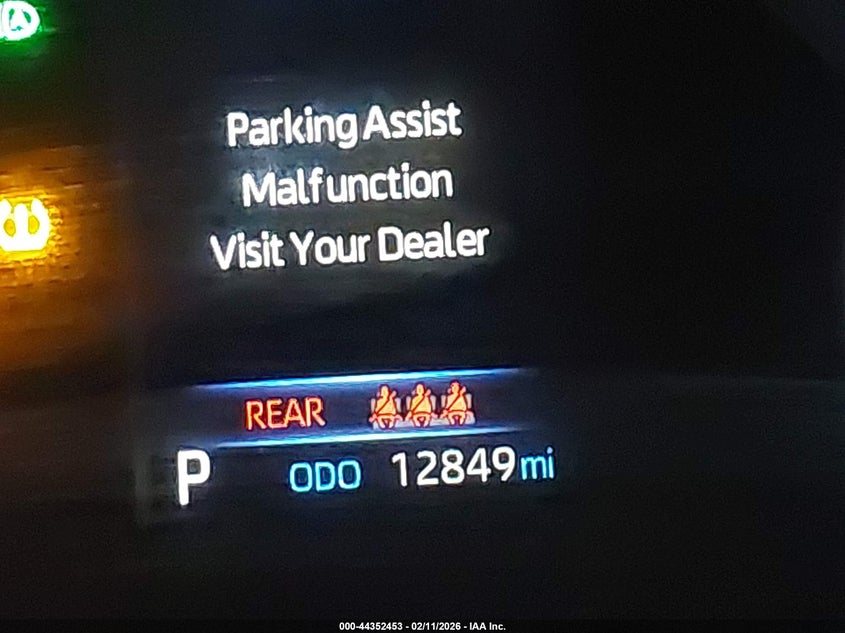 Parking Assist
Malfunction
Visit Your Dealer
REAR
P ODO 12849 mi
000-44352453 - 02/11/2026 - IAA Inc.